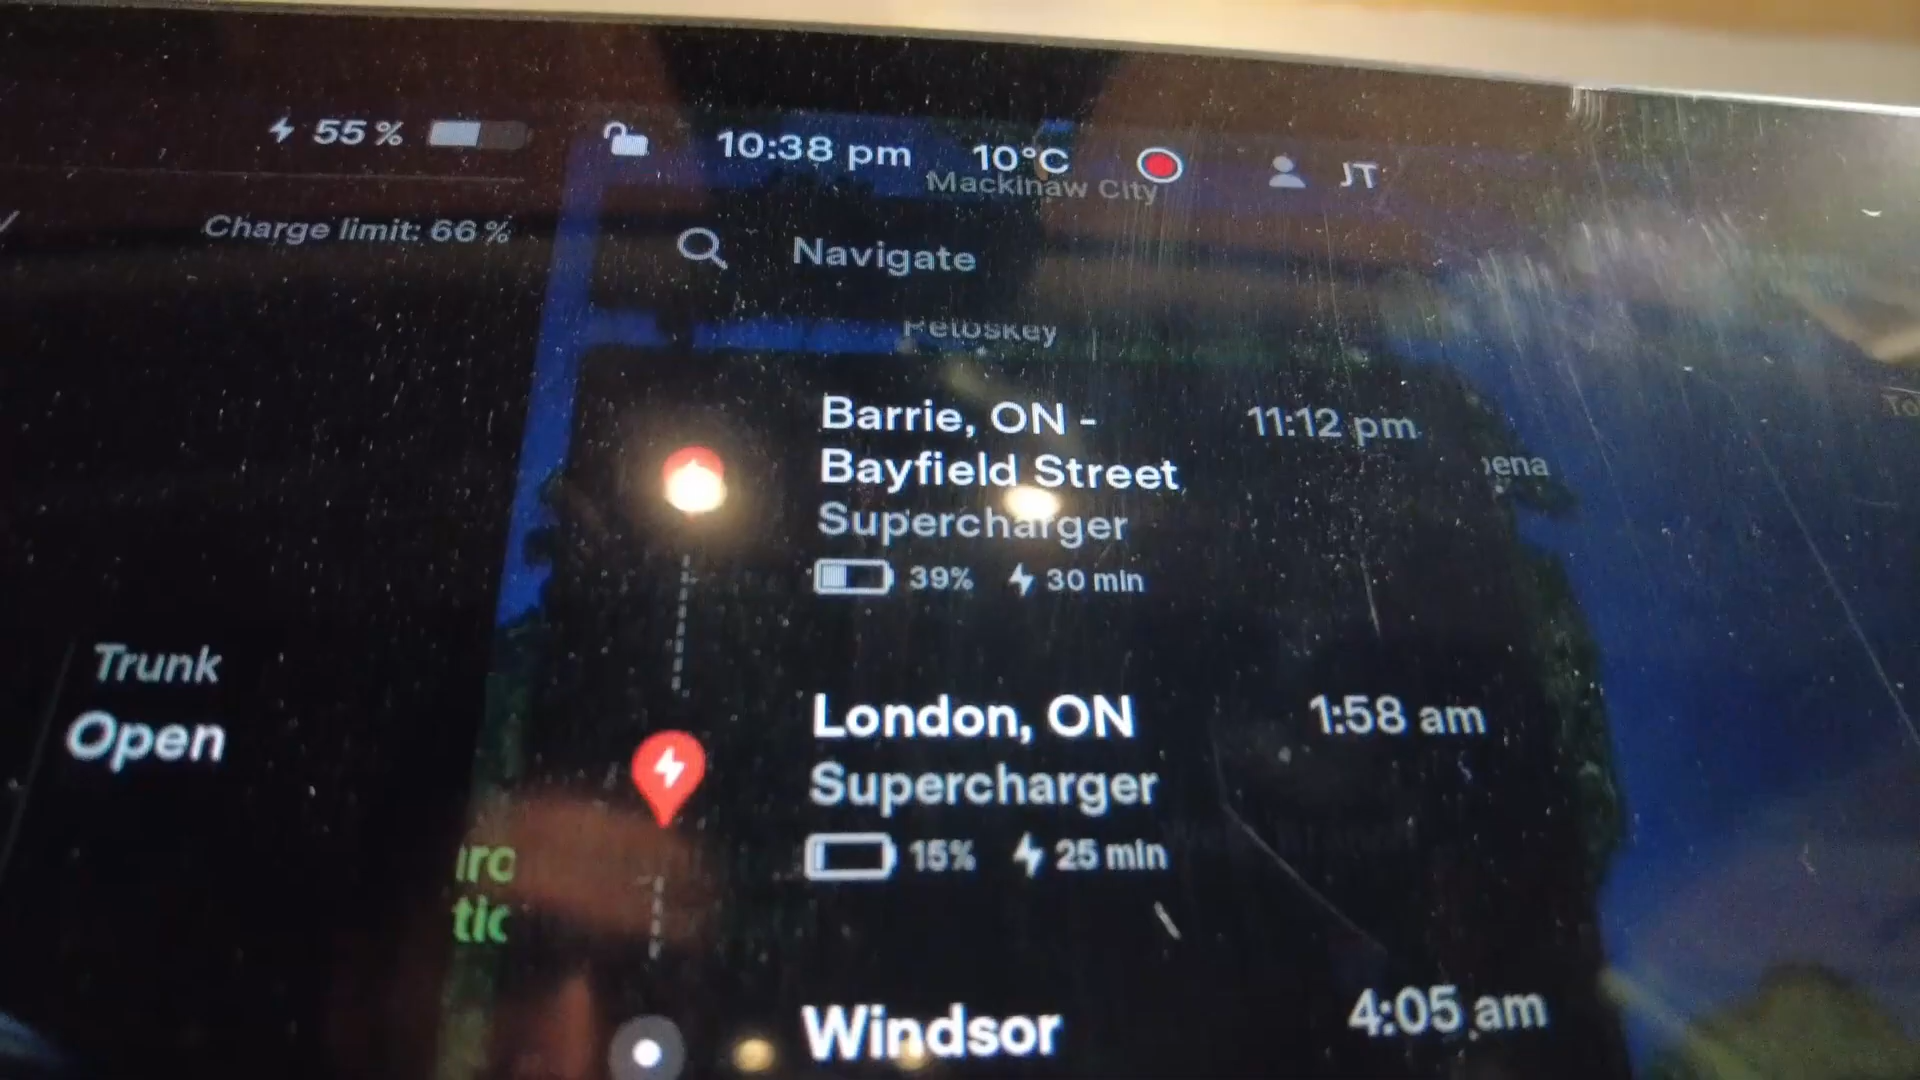 55 %
10:38 pm
10°C
JT
Mackinaw City
Charge limit: 66 %
Navigate
Petoskey
Barrie, ON -
Bayfield Street
11:12 pm
Supercharger
39%
30 min
Trunk
Open
London, ON
1:58 am
Supercharger
15%
25 min
Windsor
4:05 am